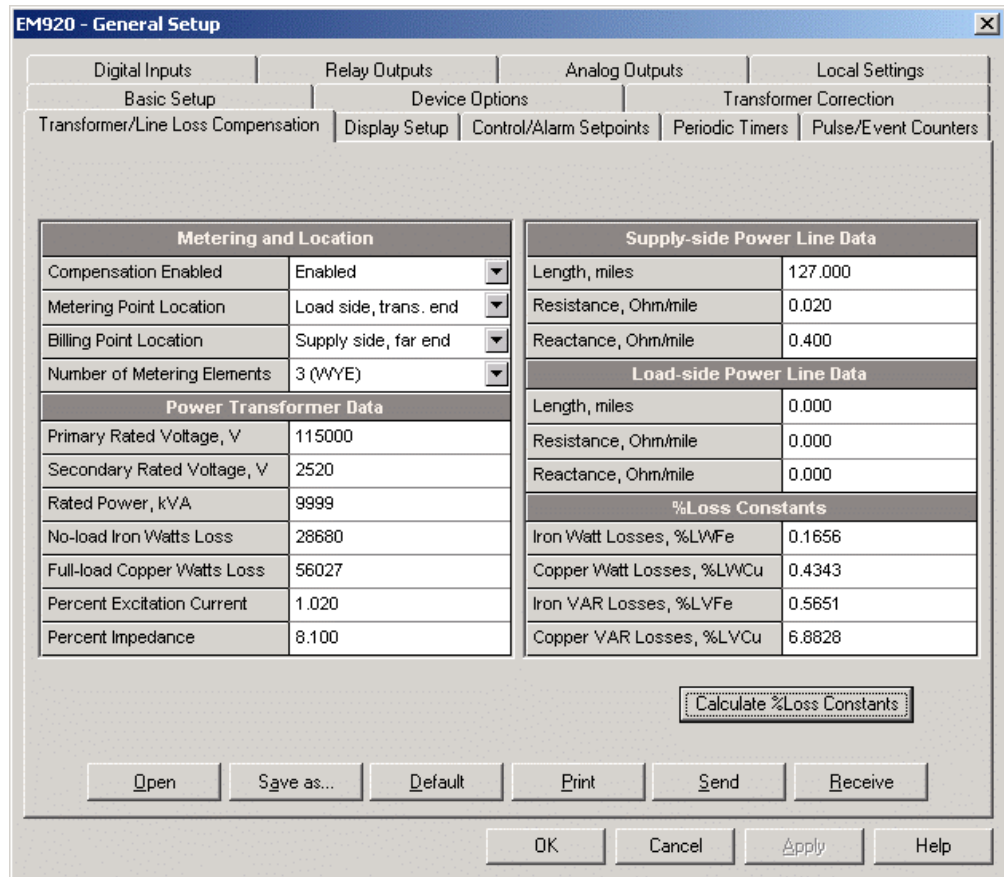 EM920 - General Setup
Digital Inputs
Relay Outputs
Analog Outputs
Local Settings
Basic Setup
Device Options
Transformer Correction
Transformer/Line Loss Compensation
Display Setup
Control/Alarm Setpoints
Periodic Timers
Pulse/Event Counters
Metering and Location
Compensation Enabled Enabled
Metering Point Location Load side, trans. end
Billing Point Location Supply side, far end
Number of Metering Elements 3 (WYE)
Power Transformer Data
Primary Rated Voltage, V 115000
Secondary Rated Voltage, V 2520
Rated Power, kVA 9999
No-load Iron Watts Loss 28680
Full-load Copper Watts Loss 56027
Percent Excitation Current 1.020
Percent Impedance 8.100
Supply-side Power Line Data
Length, miles 127.000
Resistance, Ohm/mile 0.020
Reactance, Ohm/mile 0.400
Load-side Power Line Data
Length, miles 0.000
Resistance, Ohm/mile 0.000
Reactance, Ohm/mile 0.000
%Loss Constants
Iron Watt Losses, %LWFe 0.1656
Copper Watt Losses, %LWCu 0.4343
Iron VAR Losses, %LVFe 0.5651
Copper VAR Losses, %LVCu 6.8828
Calculate %Loss Constants
Open
Save as...
Default
Print
Send
Receive
OK
Cancel
Apply
Help